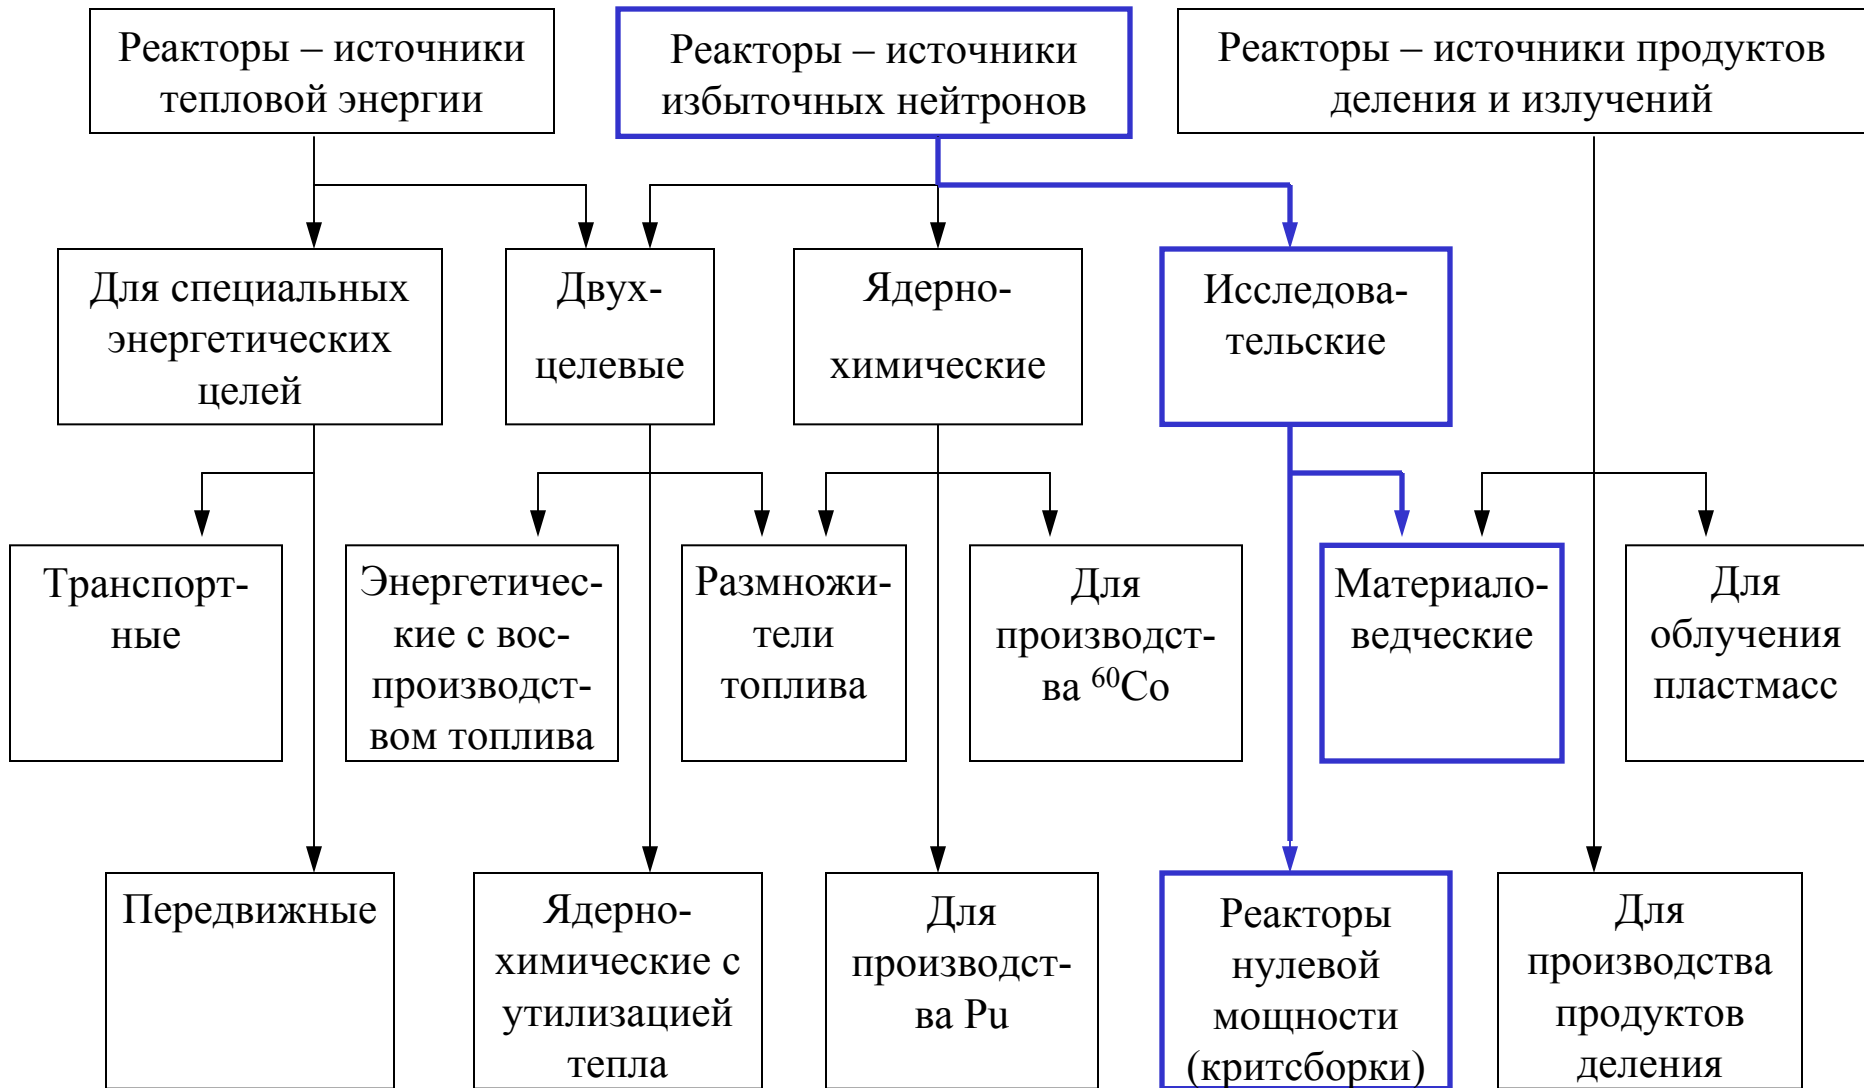 Реакторы – источники
тепловой энергии
Реакторы – источники
избыточных нейтронов
Реакторы – источники продуктов
деления и излучений
Для специальных
энергетических
целей
Двух-
целевые
Ядерно-
химические
Исследова-
тельские
Транспорт-
ные
Энергетичес-
кие с вос-
производст-
вом топлива
Размножи-
тели
топлива
Для
производст-
ва ⁶⁰Co
Материало-
ведческие
Для
облучения
пластмасс
Передвижные
Ядерно-
химические с
утилизацией
тепла
Для
производст-
ва Pu
Реакторы
нулевой
мощности
(критсборки)
Для
производства
продуктов
деления